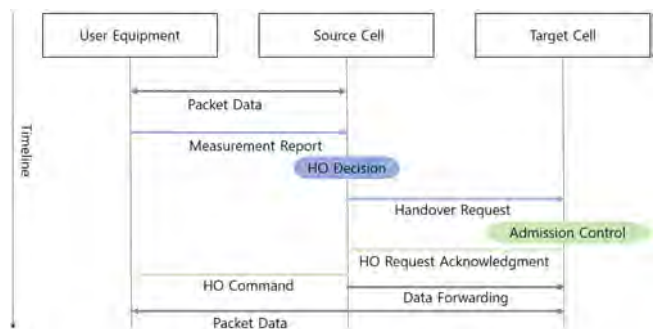 User Equipment
Source Cell
Target Cell
Timeline
Packet Data
Measurement Report
HO Decision
Handover Request
Admission Control
HO Request Acknowledgment
HO Command
Data Forwarding
Packet Data